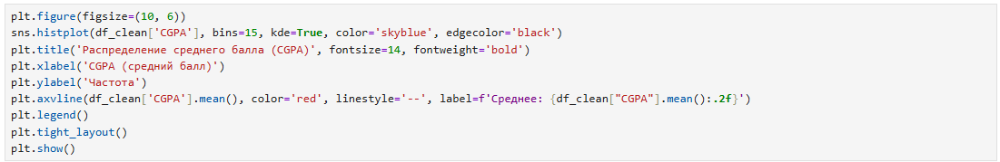 plt.figure(figsize=(10, 6))
sns.histplot(df_clean['CGPA'], bins=15, kde=True, color='skyblue', edgecolor='black')
plt.title('Распределение среднего балла (CGPA)', fontsize=14, fontweight='bold')
plt.xlabel('CGPA (средний балл)')
plt.ylabel('Частота')
plt.axvline(df_clean['CGPA'].mean(), color='red', linestyle='--', label=f'Среднее: {df_clean["CGPA"].mean():.2f}')
plt.legend()
plt.tight_layout()
plt.show()